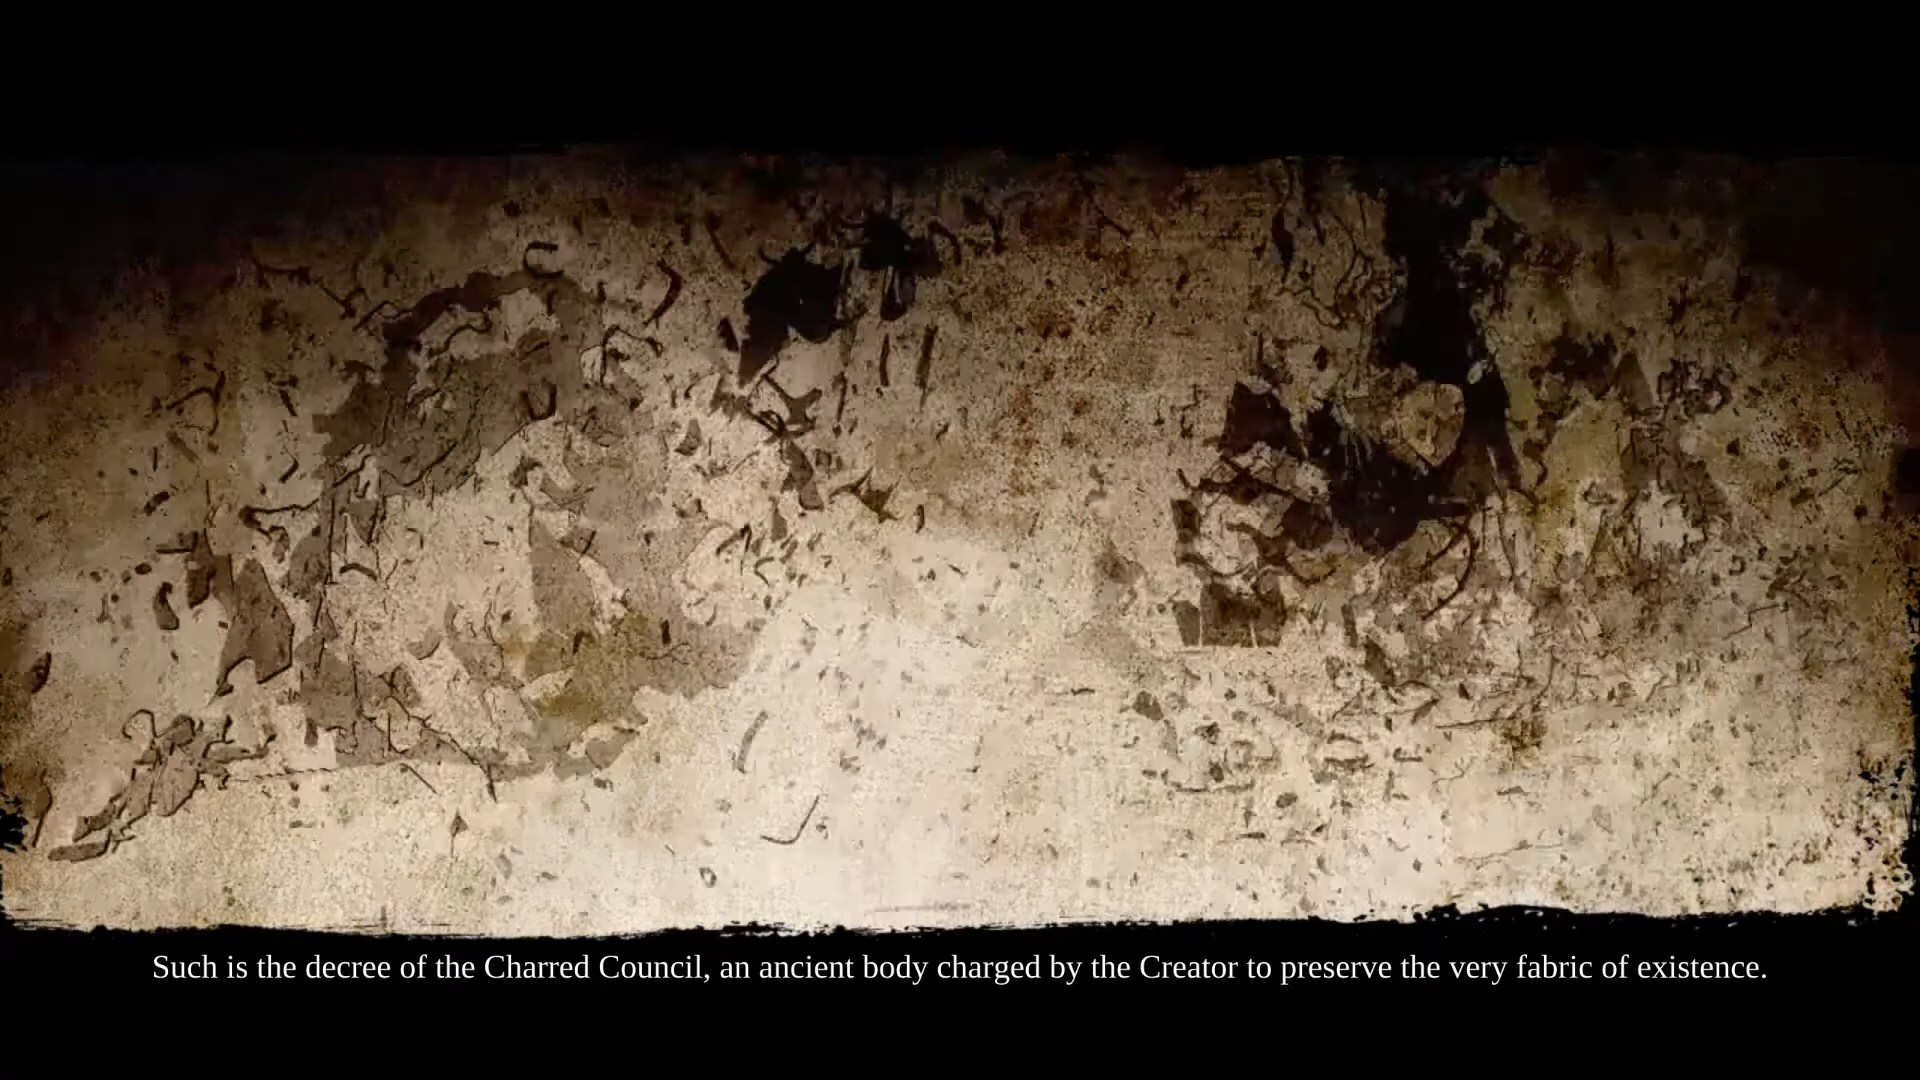 Such is the decree of the Charred Council, an ancient body charged by the Creator to preserve the very fabric of existence.